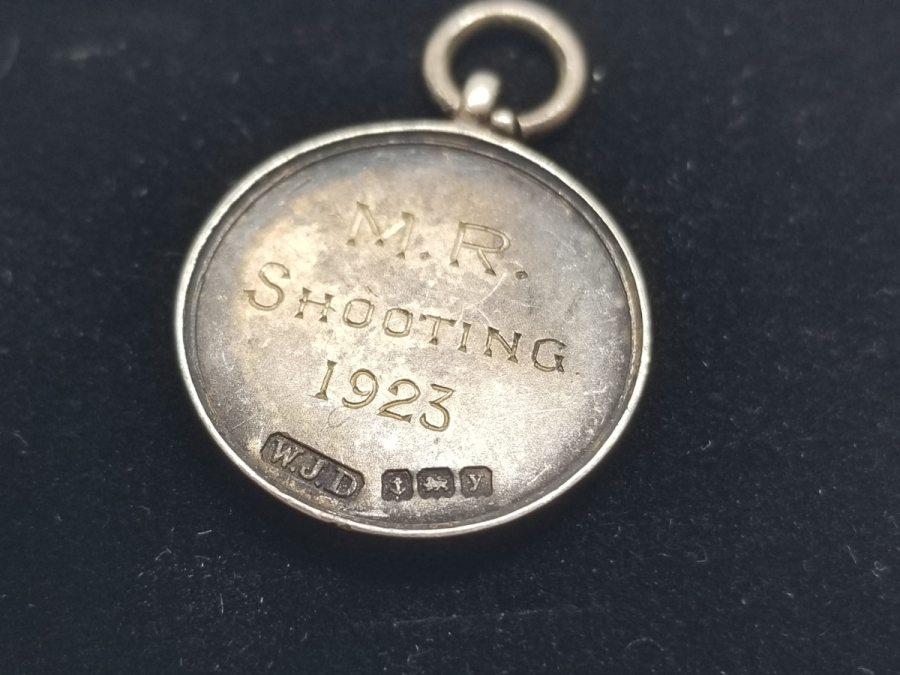 M.R.
SHOOTING
1923
W.J.D y